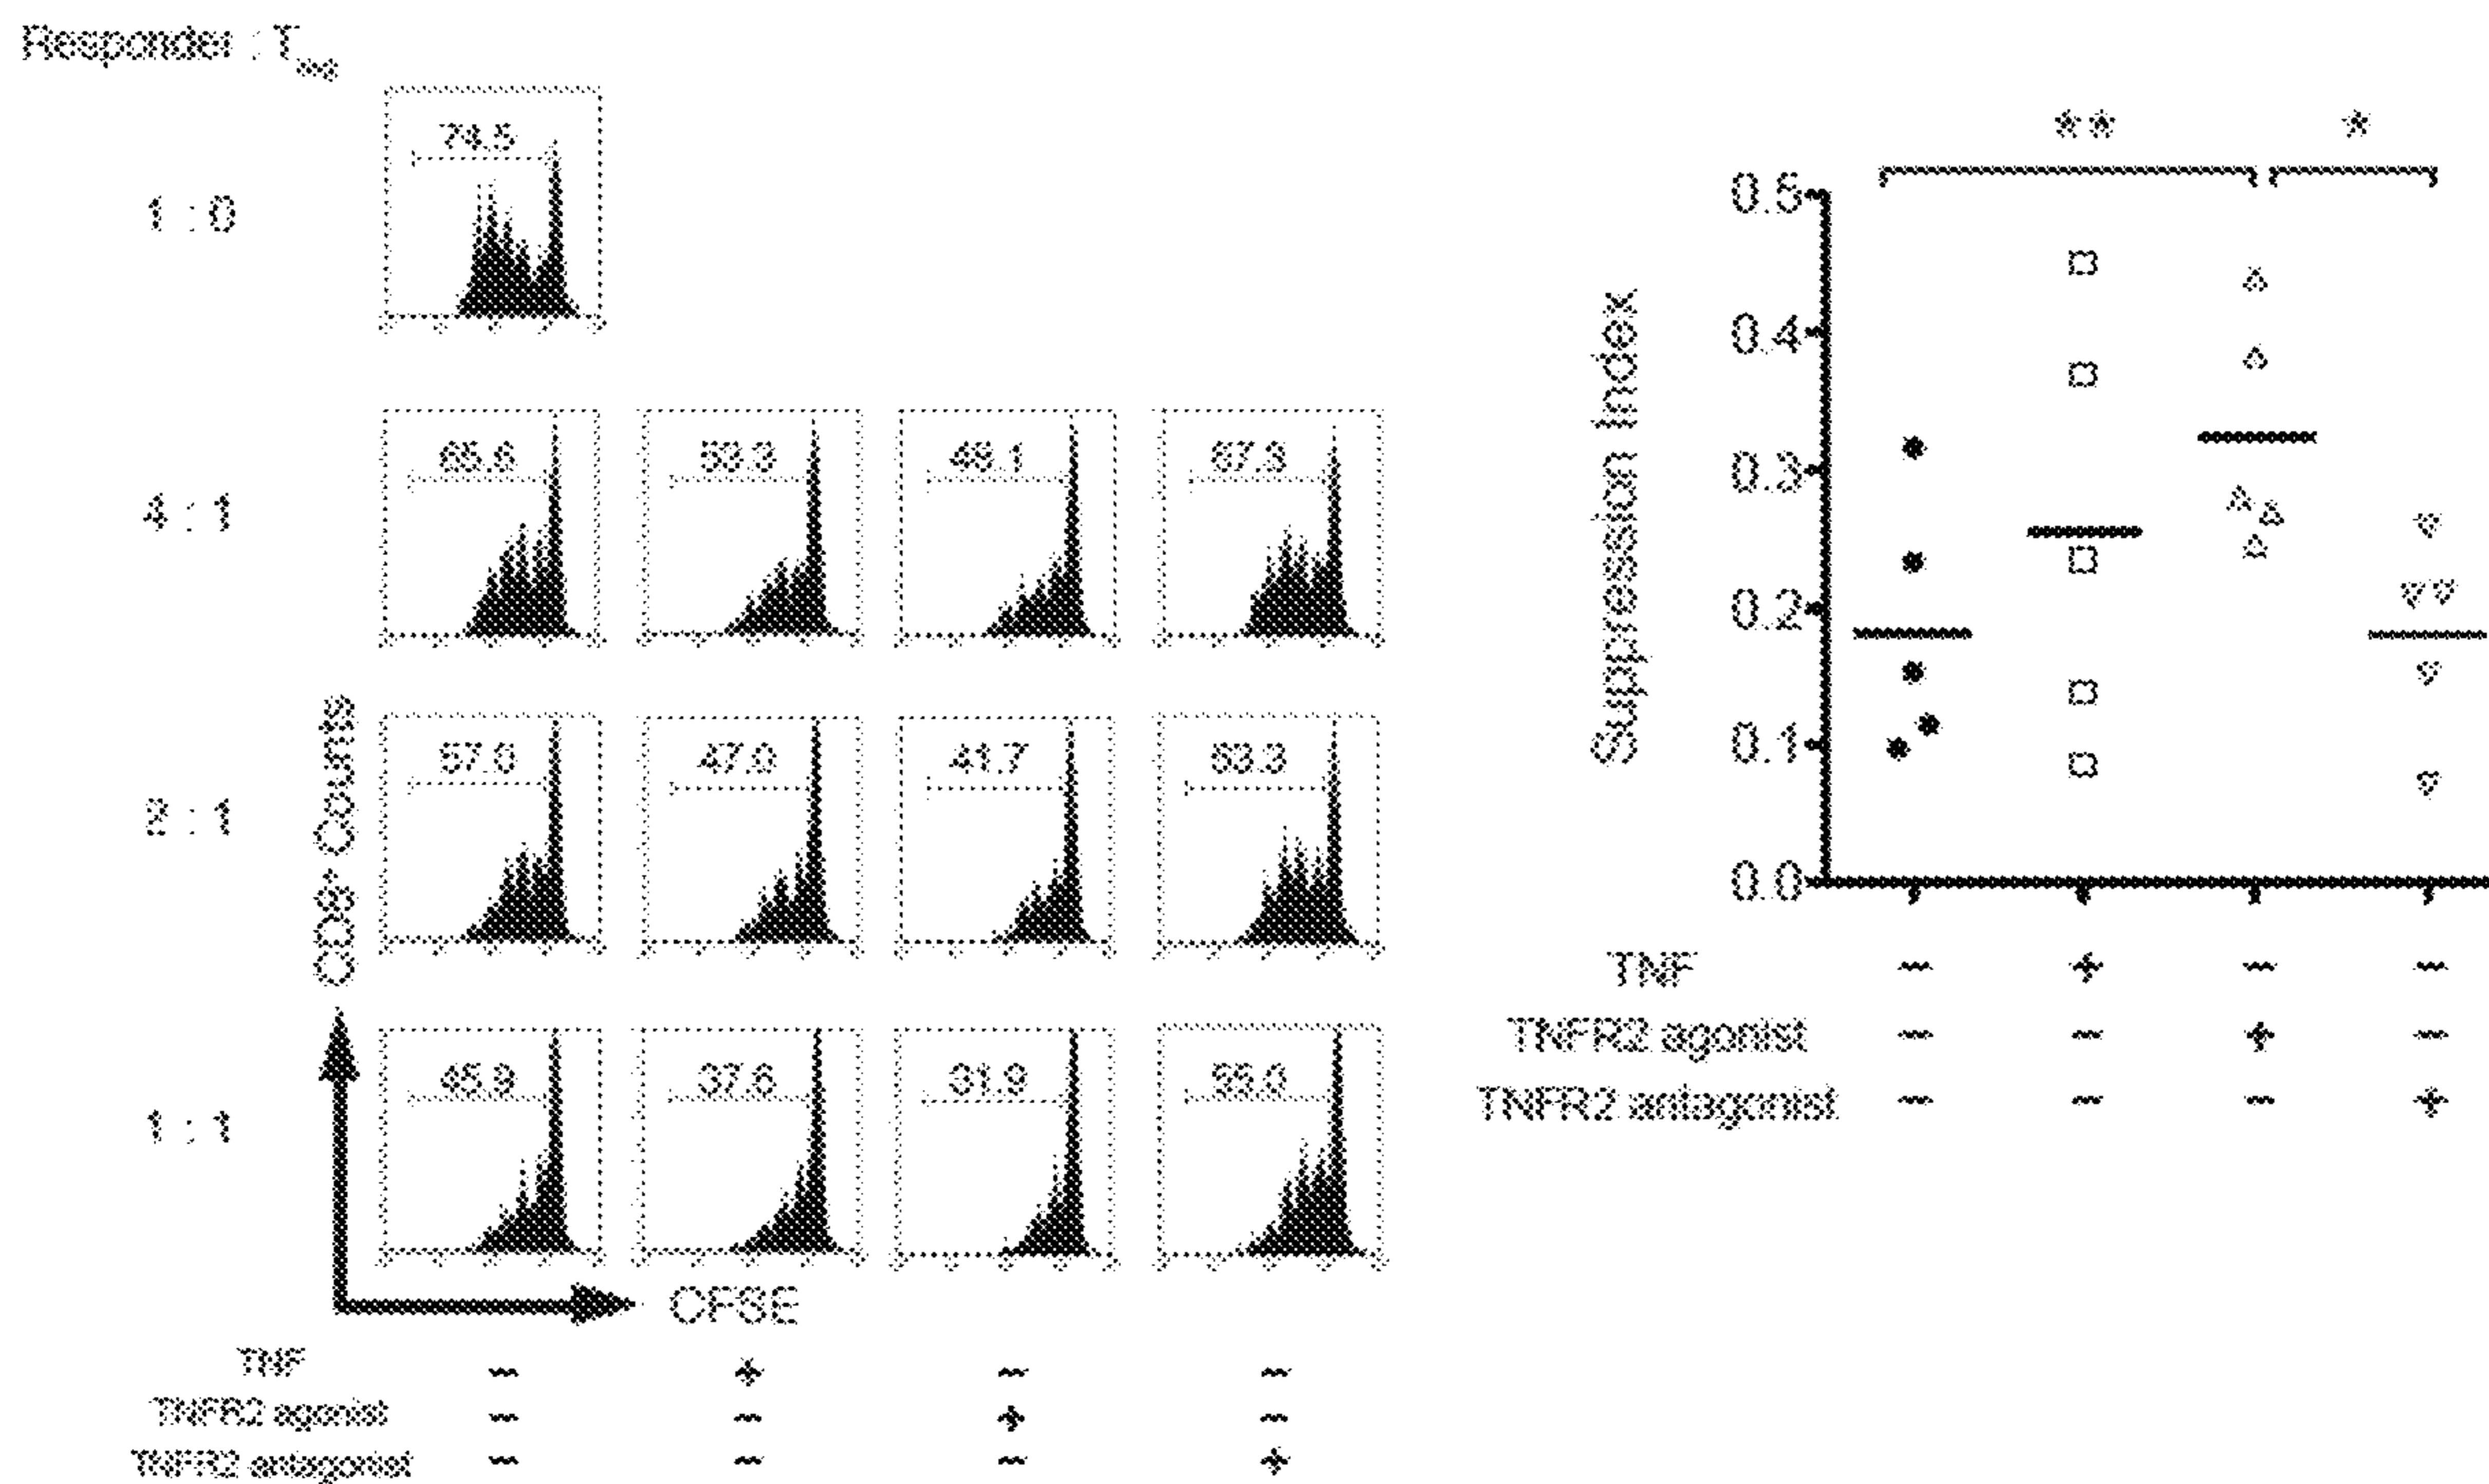 Responder : Treg
1 : 0
74.5
4 : 1
65.6 53.3 48.1 67.3
2 : 1
57.0 47.0 41.7 63.3
1 : 1
45.9 37.6 31.9
CD8+ Counts
CFSE
TNF − + − −
TNFR2 agonist − − + −
TNFR2 antagonist − − − +
** *
Suppression Index
0.5
0.4
0.3
0.2
0.1
0.0
TNF − + − −
TNFR2 agonist − − + −
TNFR2 antagonist − − − +